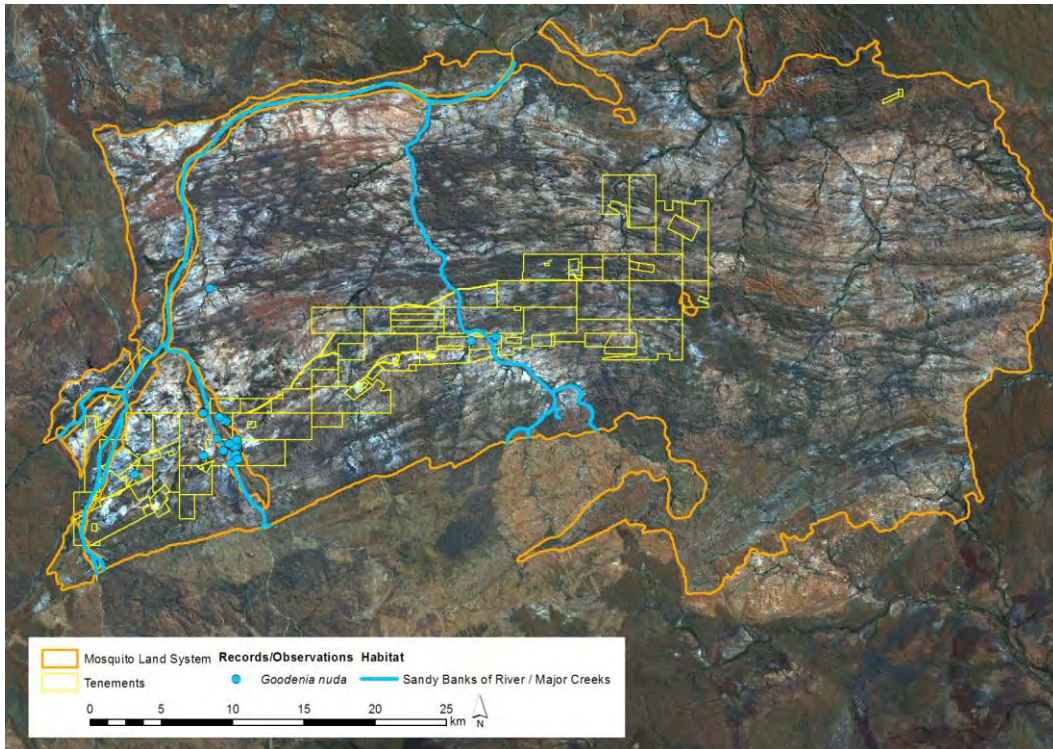 Mosquito Land System Records/Observations Habitat
Tenements Goodenia nuda Sandy Banks of River / Major Creeks
0 5 10 15 20 25
km
N